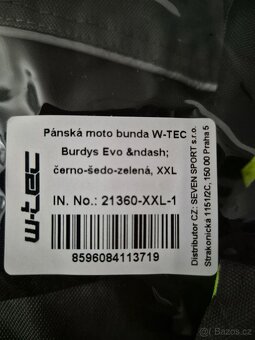 Pánská moto bunda W-TEC
Burdys Evo &ndash;
černo-šedo-zelená, XXL
IN. No.: 21360-XXL-1
8596084113719
w-tec
Distributor CZ: SEVEN SPORT s.r.o.
Strakonická 1151/2C, 150 00 Praha 5
Sbazar.cz